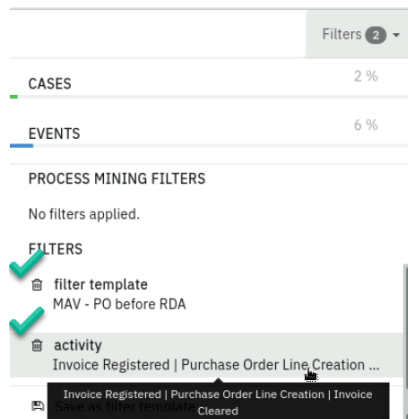 Filters 2
CASES 2 %
EVENTS 6 %
PROCESS MINING FILTERS
No filters applied.
FILTERS
filter template
MAV - PO before RDA
activity
Invoice Registered | Purchase Order Line Creation ...
Invoice Registered | Purchase Order Line Creation | Invoice
Cleared
Save as filter template